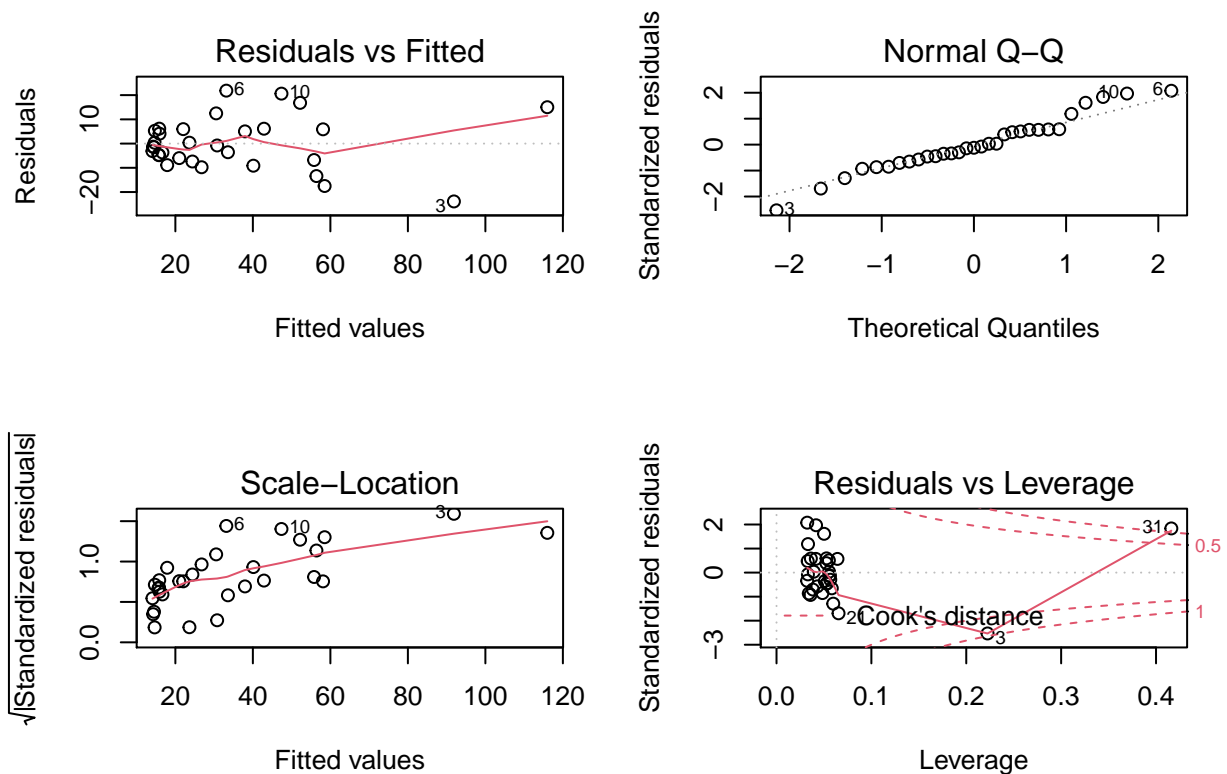 Residuals vs Fitted
Residuals
10
−20
6
10
3
20 40 60 80 100 120
Fitted values
Normal Q−Q
Standardized residuals
2
0
−2
10
6
3
−2 −1 0 1 2
Theoretical Quantiles
Scale−Location
√|Standardized residuals|
1.0
0.0
6
10
3
20 40 60 80 100 120
Fitted values
Residuals vs Leverage
Standardized residuals
2
0
−3
31
0.5
1
Cook's distance
3
0.0 0.1 0.2 0.3 0.4
Leverage